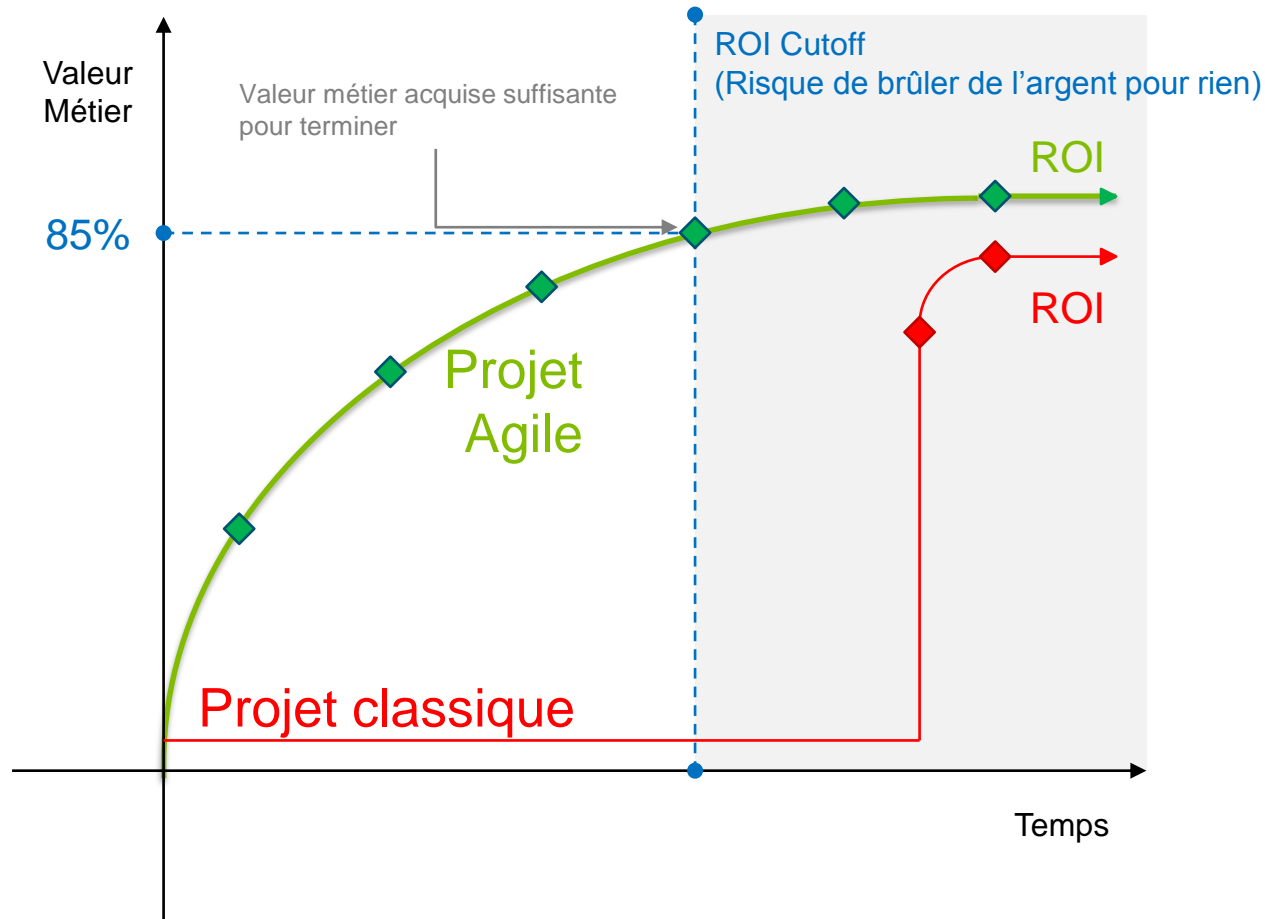 Valeur
Métier
Valeur métier acquise suffisante
pour terminer
ROI Cutoff
(Risque de brûler de l’argent pour rien)
ROI
85%
ROI
Projet
Agile
Projet classique
Temps